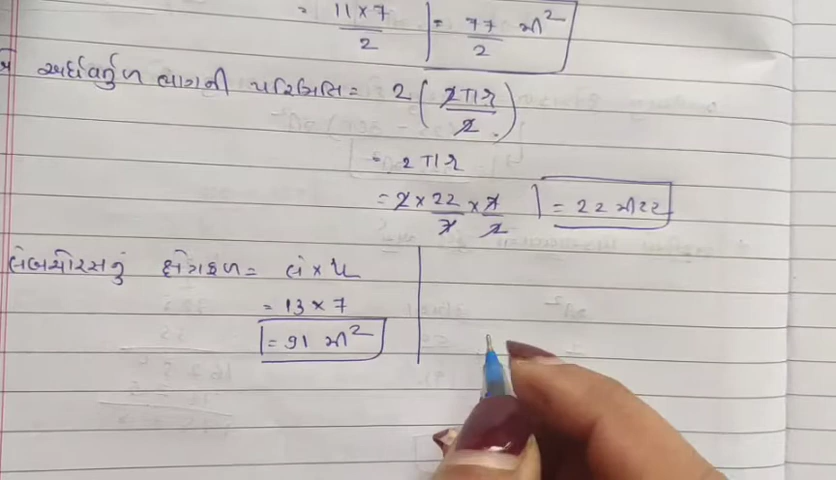 = 11 × 7 / 2 = 77 / 2 મી²
અર્ધવર્તુળ ભાગની પરિમિતિ = 2 ( 2πr / 2 )
= 2πr
= 2 × 22 / 7 × 7 / 2 = 22 મીટર
લંબચોરસનું ક્ષેત્રફળ = લં × પ
= 13 × 7
= 91 મી²